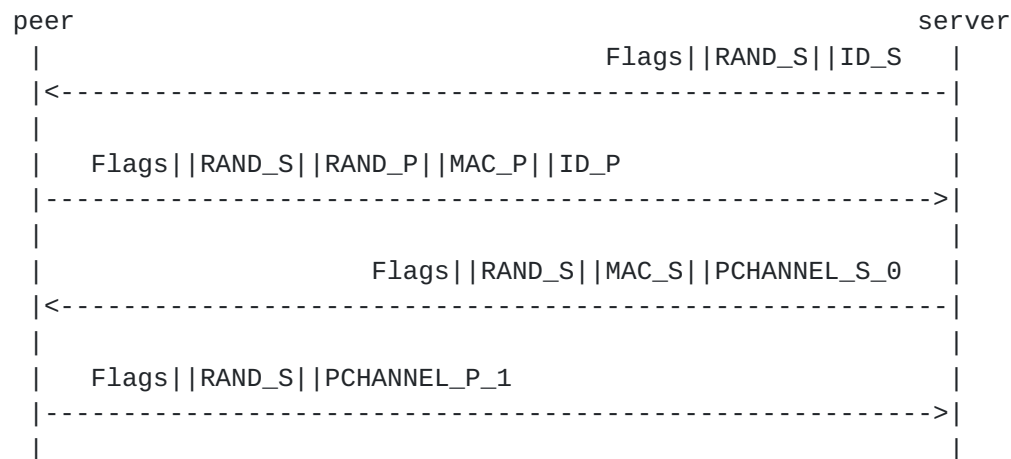 peer server
Flags||RAND_S||ID_S
Flags||RAND_S||RAND_P||MAC_P||ID_P
Flags||RAND_S||MAC_S||PCHANNEL_S_0
Flags||RAND_S||PCHANNEL_P_1